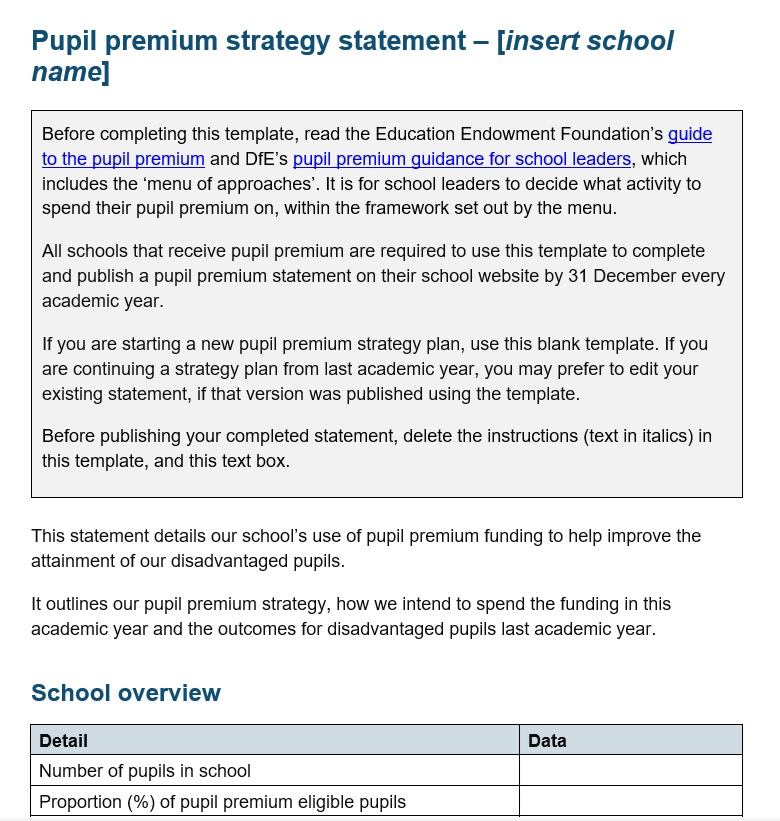 Pupil premium strategy statement – [insert school
name]
Before completing this template, read the Education Endowment Foundation’s guide
to the pupil premium and DfE’s pupil premium guidance for school leaders, which
includes the ‘menu of approaches’. It is for school leaders to decide what activity to
spend their pupil premium on, within the framework set out by the menu.
All schools that receive pupil premium are required to use this template to complete
and publish a pupil premium statement on their school website by 31 December every
academic year.
If you are starting a new pupil premium strategy plan, use this blank template. If you
are continuing a strategy plan from last academic year, you may prefer to edit your
existing statement, if that version was published using the template.
Before publishing your completed statement, delete the instructions (text in italics) in
this template, and this text box.
This statement details our school’s use of pupil premium funding to help improve the
attainment of our disadvantaged pupils.
It outlines our pupil premium strategy, how we intend to spend the funding in this
academic year and the outcomes for disadvantaged pupils last academic year.
School overview
Detail Data
Number of pupils in school
Proportion (%) of pupil premium eligible pupils